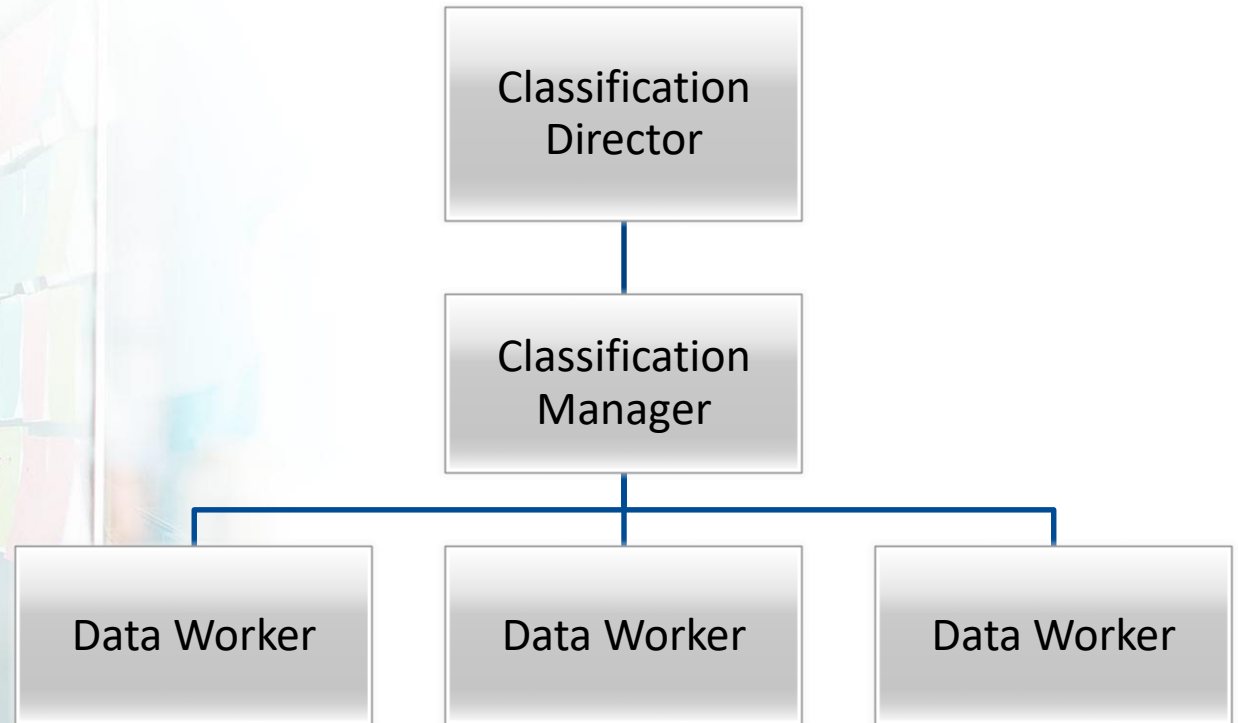 Classification
Director
Classification
Manager
Data Worker
Data Worker
Data Worker